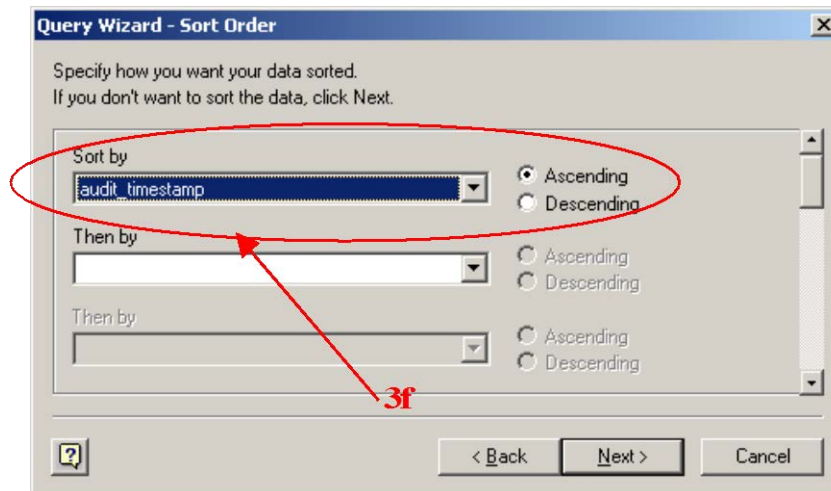 Query Wizard - Sort Order
Specify how you want your data sorted.
If you don't want to sort the data, click Next.
Sort by
audit_timestamp
Ascending
Descending
Then by
Ascending
Descending
Then by
Ascending
Descending
3f
< Back
Next >
Cancel